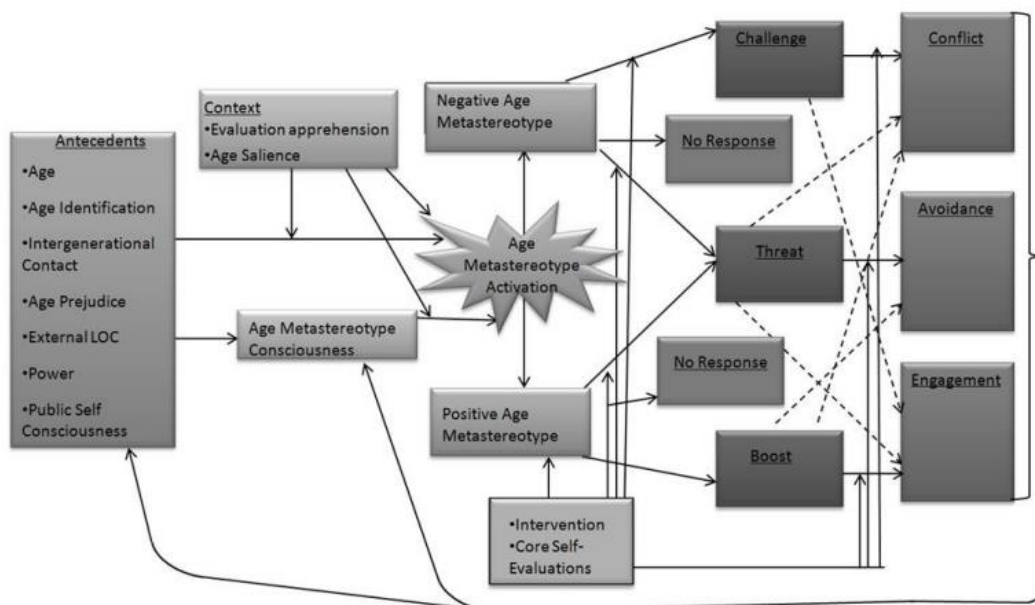 Antecedents
•Age
•Age Identification
•Intergenerational
Contact
•Age Prejudice
•External LOC
•Power
•Public Self
Consciousness
Context
•Evaluation apprehension
•Age Salience
Age Metastereotype
Consciousness
Age
Metastereotype
Activation
Negative Age
Metastereotype
Positive Age
Metastereotype
•Intervention
•Core Self-
Evaluations
Challenge
No Response
Threat
No Response
Boost
Conflict
Avoidance
Engagement